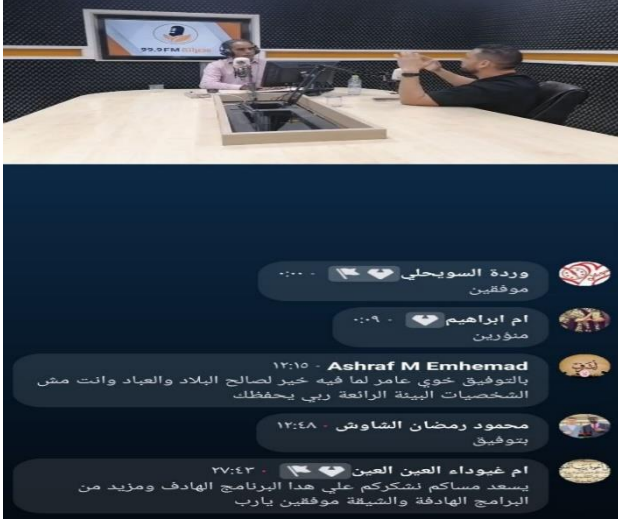 99.9FM
وردة السويحلي - ٠:٠٠
موفقين
ام ابراهيم - ٠:٠٩
منؤرين
Ashraf M Emhemad - ١٢:١٥
بالتوفيق خوي عامر لما فيه خير لصالح البلاد والعباد وانت مش
الشخصيات البيئة الرائعة ربي يحفظك
محمود رمضان الشاوش - ١٢:٤٨
بتوفيق
ام غيوداء العين العين - ٢٧:٤٣
يسعد مساكم نشكركم علي هدا البرنامج الهادف ومزيد من
البرامج الهادفة والشيقة موفقين يارب